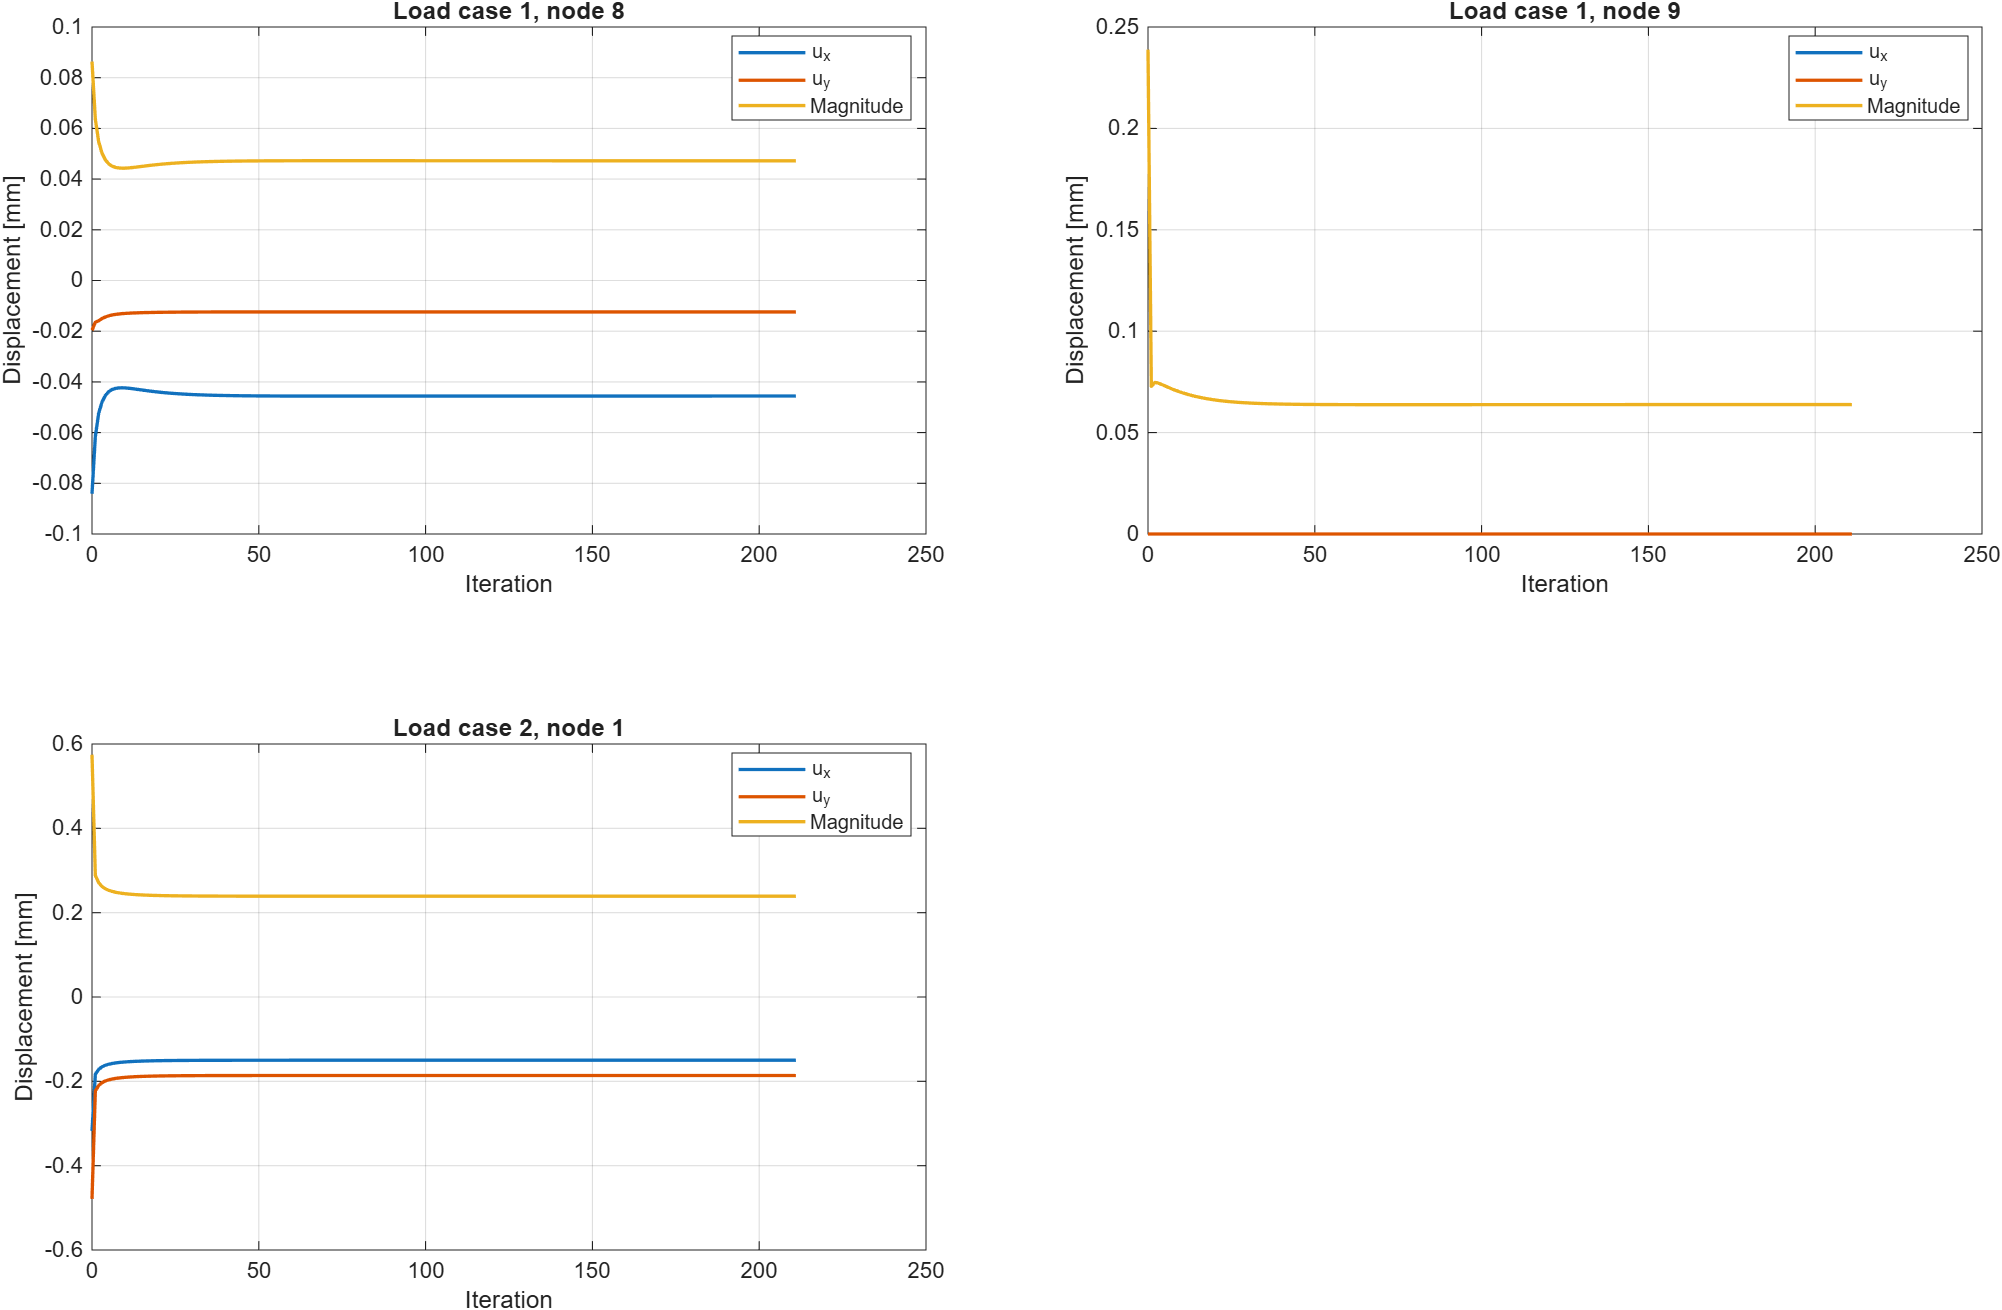 Load case 1, node 8
0.1
0.08
0.06
0.04
0.02
0
-0.02
-0.04
-0.06
-0.08
-0.1
Displacement [mm]
0 50 100 150 200 250
Iteration
ux
uy
Magnitude
Load case 1, node 9
0.25
0.2
0.15
0.1
0.05
0
Displacement [mm]
0 50 100 150 200 250
Iteration
ux
uy
Magnitude
Load case 2, node 1
0.6
0.4
0.2
0
-0.2
-0.4
-0.6
Displacement [mm]
0 50 100 150 200 250
Iteration
ux
uy
Magnitude